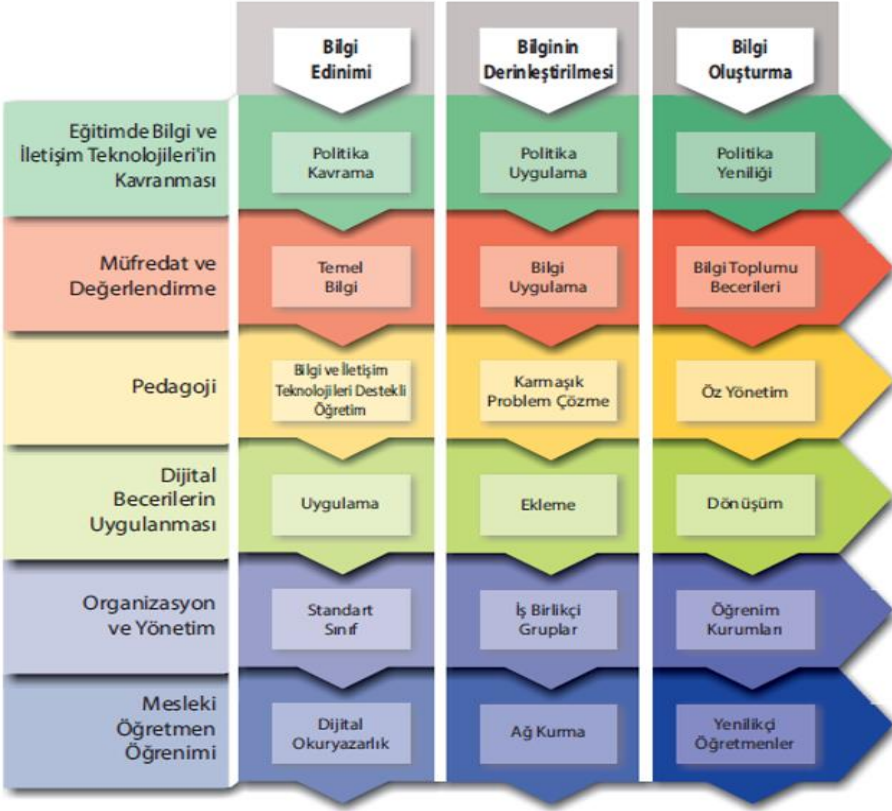 Bilgi
Edinimi
Bilginin
Derinleştirilmesi
Bilgi
Oluşturma
Eğitimde Bilgi ve
İletişim Teknolojileri'in
Kavranması
Politika
Kavrama
Politika
Uygulama
Politika
Yeniliği
Müfredat ve
Değerlendirme
Temel
Bilgi
Bilgi
Uygulama
Bilgi Toplumu
Becerileri
Pedagoji
Bilgi ve İletişim
Teknolojileri Destekli
Öğretim
Karmaşık
Problem Çözme
Öz Yönetim
Dijital
Becerilerin
Uygulanması
Uygulama
Ekleme
Dönüşüm
Organizasyon
ve Yönetim
Standart
Sınıf
İş Birlikçi
Gruplar
Öğrenim
Kurumları
Mesleki
Öğretmen
Öğrenimi
Dijital
Okuryazarlık
Ağ Kurma
Yenilikçi
Öğretmenler